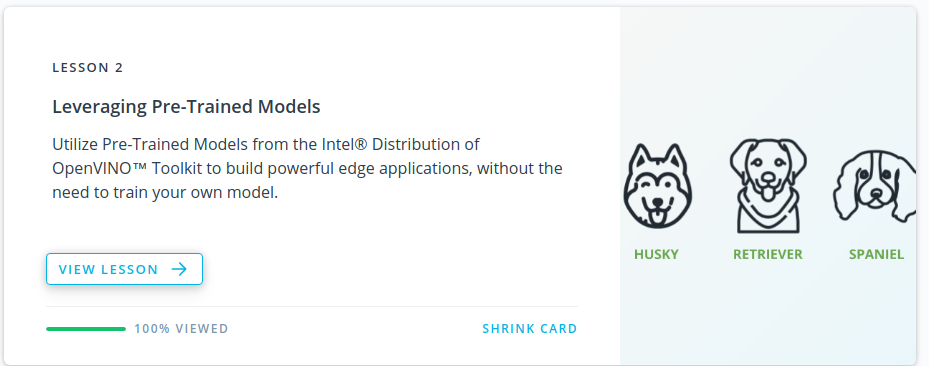 LESSON 2
Leveraging Pre-Trained Models
Utilize Pre-Trained Models from the Intel® Distribution of
OpenVINO™ Toolkit to build powerful edge applications, without the
need to train your own model.
HUSKY
RETRIEVER
SPANIEL
VIEW LESSON
100% VIEWED
SHRINK CARD